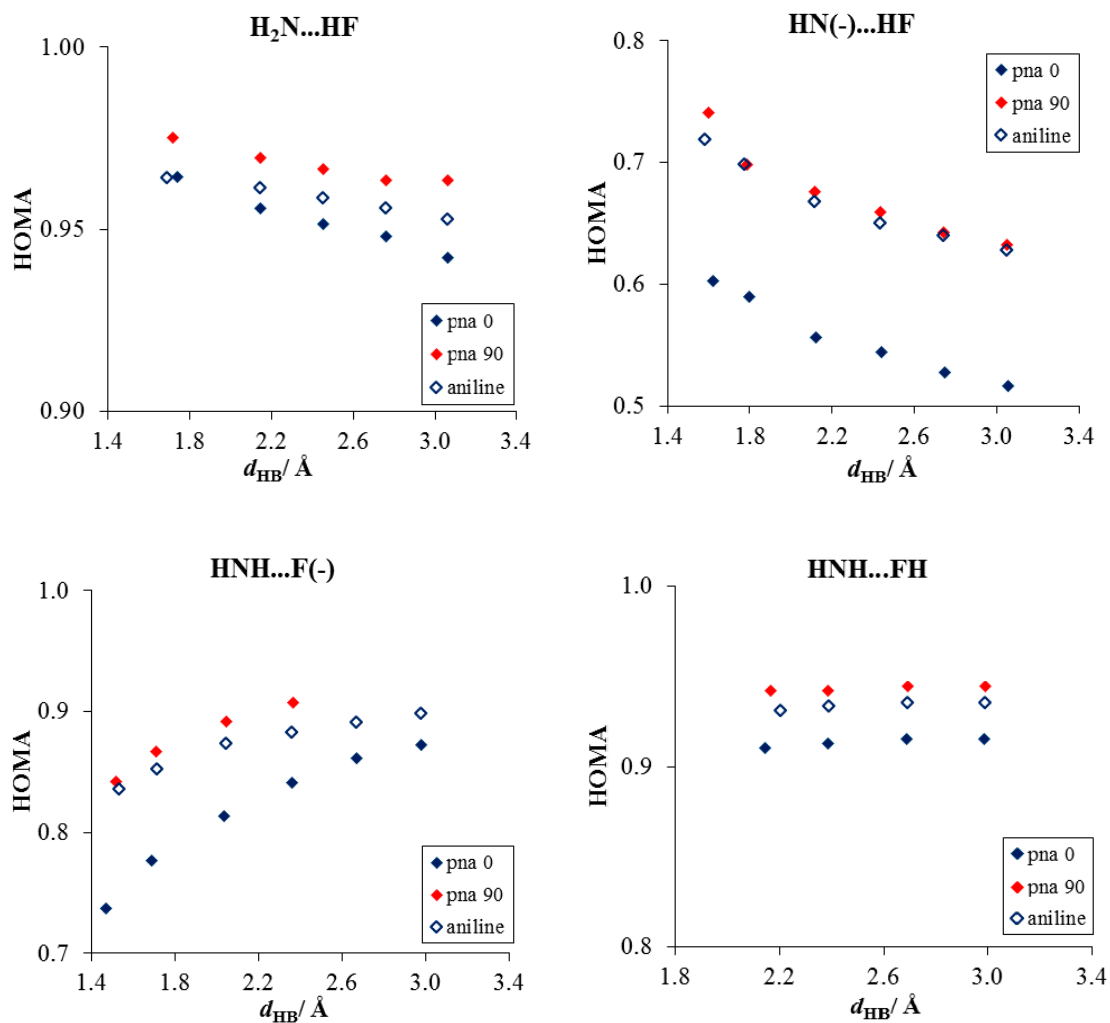 H₂N...HF
1.00
0.95
0.90
HOMA
pna 0
pna 90
aniline
1.4 1.8 2.2 2.6 3.0 3.4
dHB/ Å
HN(-)...HF
0.8
0.7
0.6
0.5
HOMA
pna 0
pna 90
aniline
1.4 1.8 2.2 2.6 3.0 3.4
dHB/ Å
HNH...F(-)
1.0
0.9
0.8
0.7
HOMA
pna 0
pna 90
aniline
1.4 1.8 2.2 2.6 3.0 3.4
dHB/ Å
HNH...FH
1.0
0.9
0.8
HOMA
pna 0
pna 90
aniline
1.8 2.2 2.6 3.0 3.4
dHB/ Å